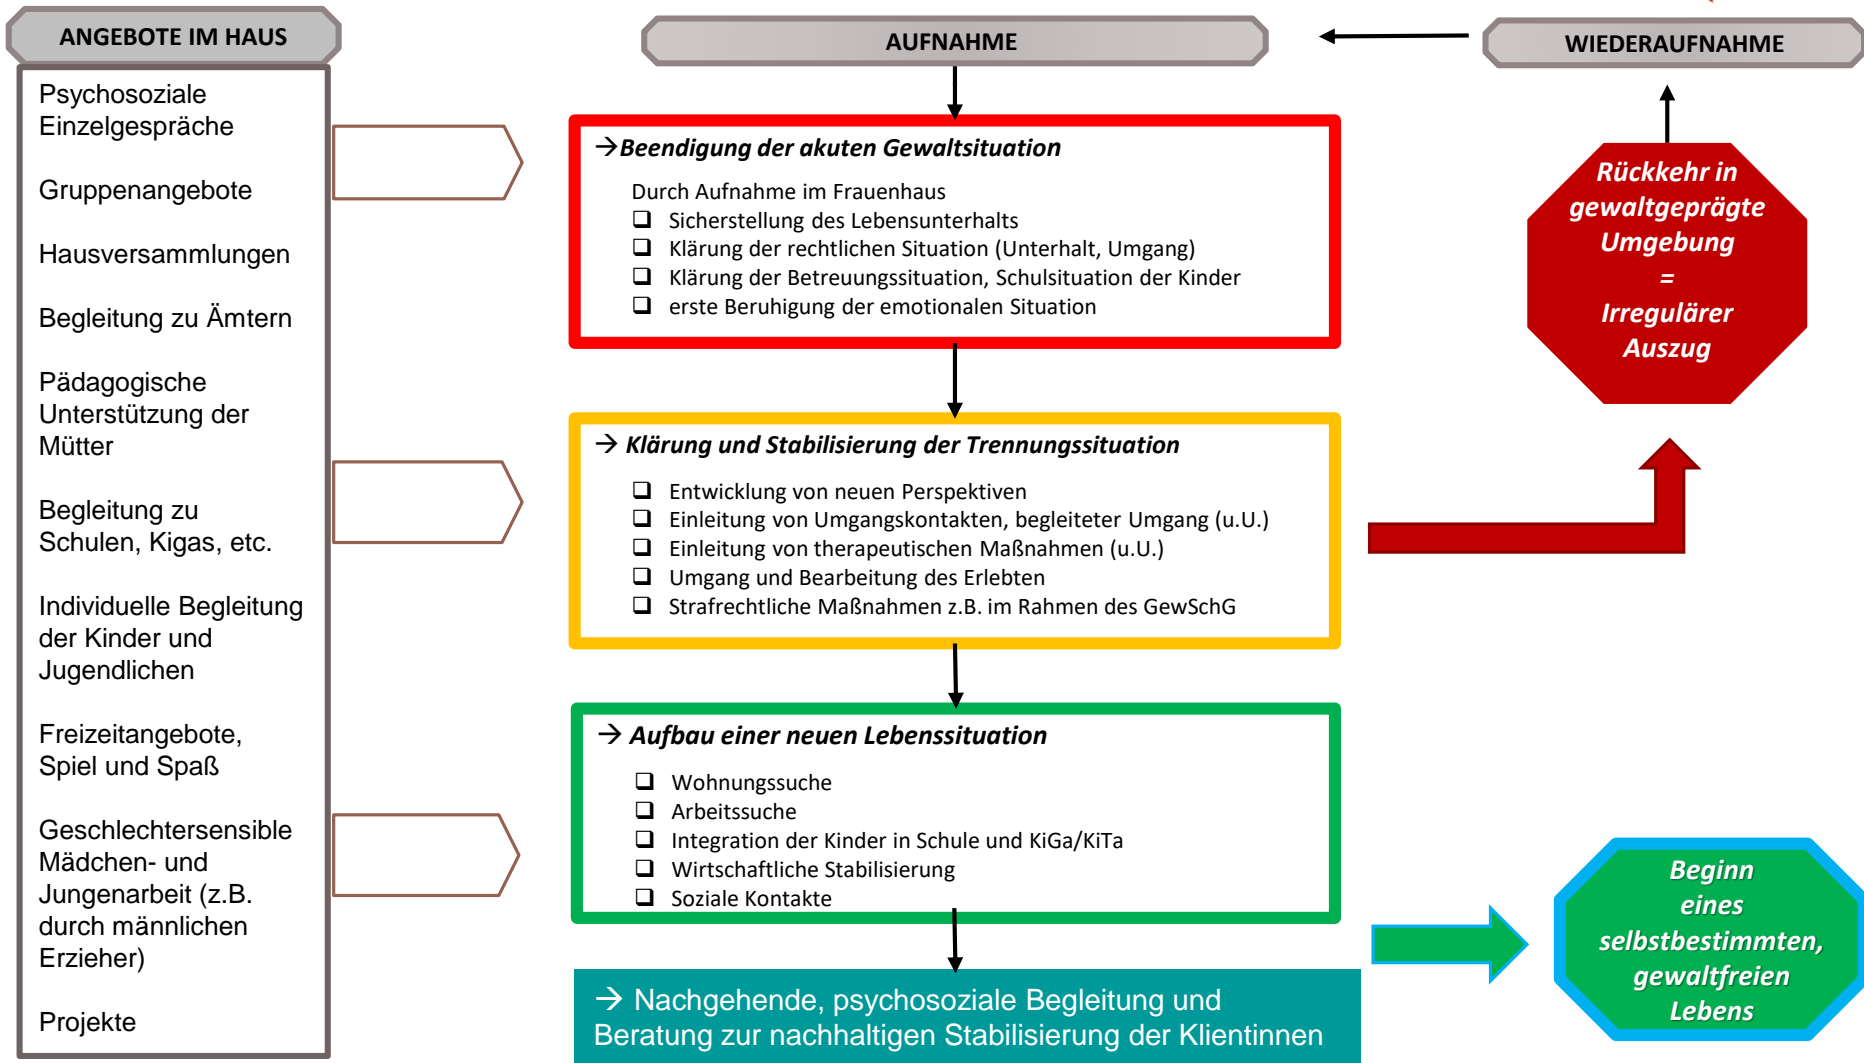 ANGEBOTE IM HAUS
Psychosoziale
Einzelgespräche
Gruppenangebote
Hausversammlungen
Begleitung zu Ämtern
Pädagogische
Unterstützung der
Mütter
Begleitung zu
Schulen, Kigas, etc.
Individuelle Begleitung
der Kinder und
Jugendlichen
Freizeitangebote,
Spiel und Spaß
Geschlechtersensible
Mädchen- und
Jungenarbeit (z.B.
durch männlichen
Erzieher)
Projekte
AUFNAHME
→Beendigung der akuten Gewaltsituation
Durch Aufnahme im Frauenhaus
❑ Sicherstellung des Lebensunterhalts
❑ Klärung der rechtlichen Situation (Unterhalt, Umgang)
❑ Klärung der Betreuungssituation, Schulsituation der Kinder
❑ erste Beruhigung der emotionalen Situation
→ Klärung und Stabilisierung der Trennungssituation
❑ Entwicklung von neuen Perspektiven
❑ Einleitung von Umgangskontakten, begleiteter Umgang (u.U.)
❑ Einleitung von therapeutischen Maßnahmen (u.U.)
❑ Umgang und Bearbeitung des Erlebten
❑ Strafrechtliche Maßnahmen z.B. im Rahmen des GewSchG
→ Aufbau einer neuen Lebenssituation
❑ Wohnungssuche
❑ Arbeitssuche
❑ Integration der Kinder in Schule und KiGa/KiTa
❑ Wirtschaftliche Stabilisierung
❑ Soziale Kontakte
→ Nachgehende, psychosoziale Begleitung und
Beratung zur nachhaltigen Stabilisierung der Klientinnen
WIEDERAUFNAHME
Rückkehr in
gewaltgeprägte
Umgebung
=
Irregulärer
Auszug
Beginn
eines
selbstbestimmten,
gewaltfreien
Lebens